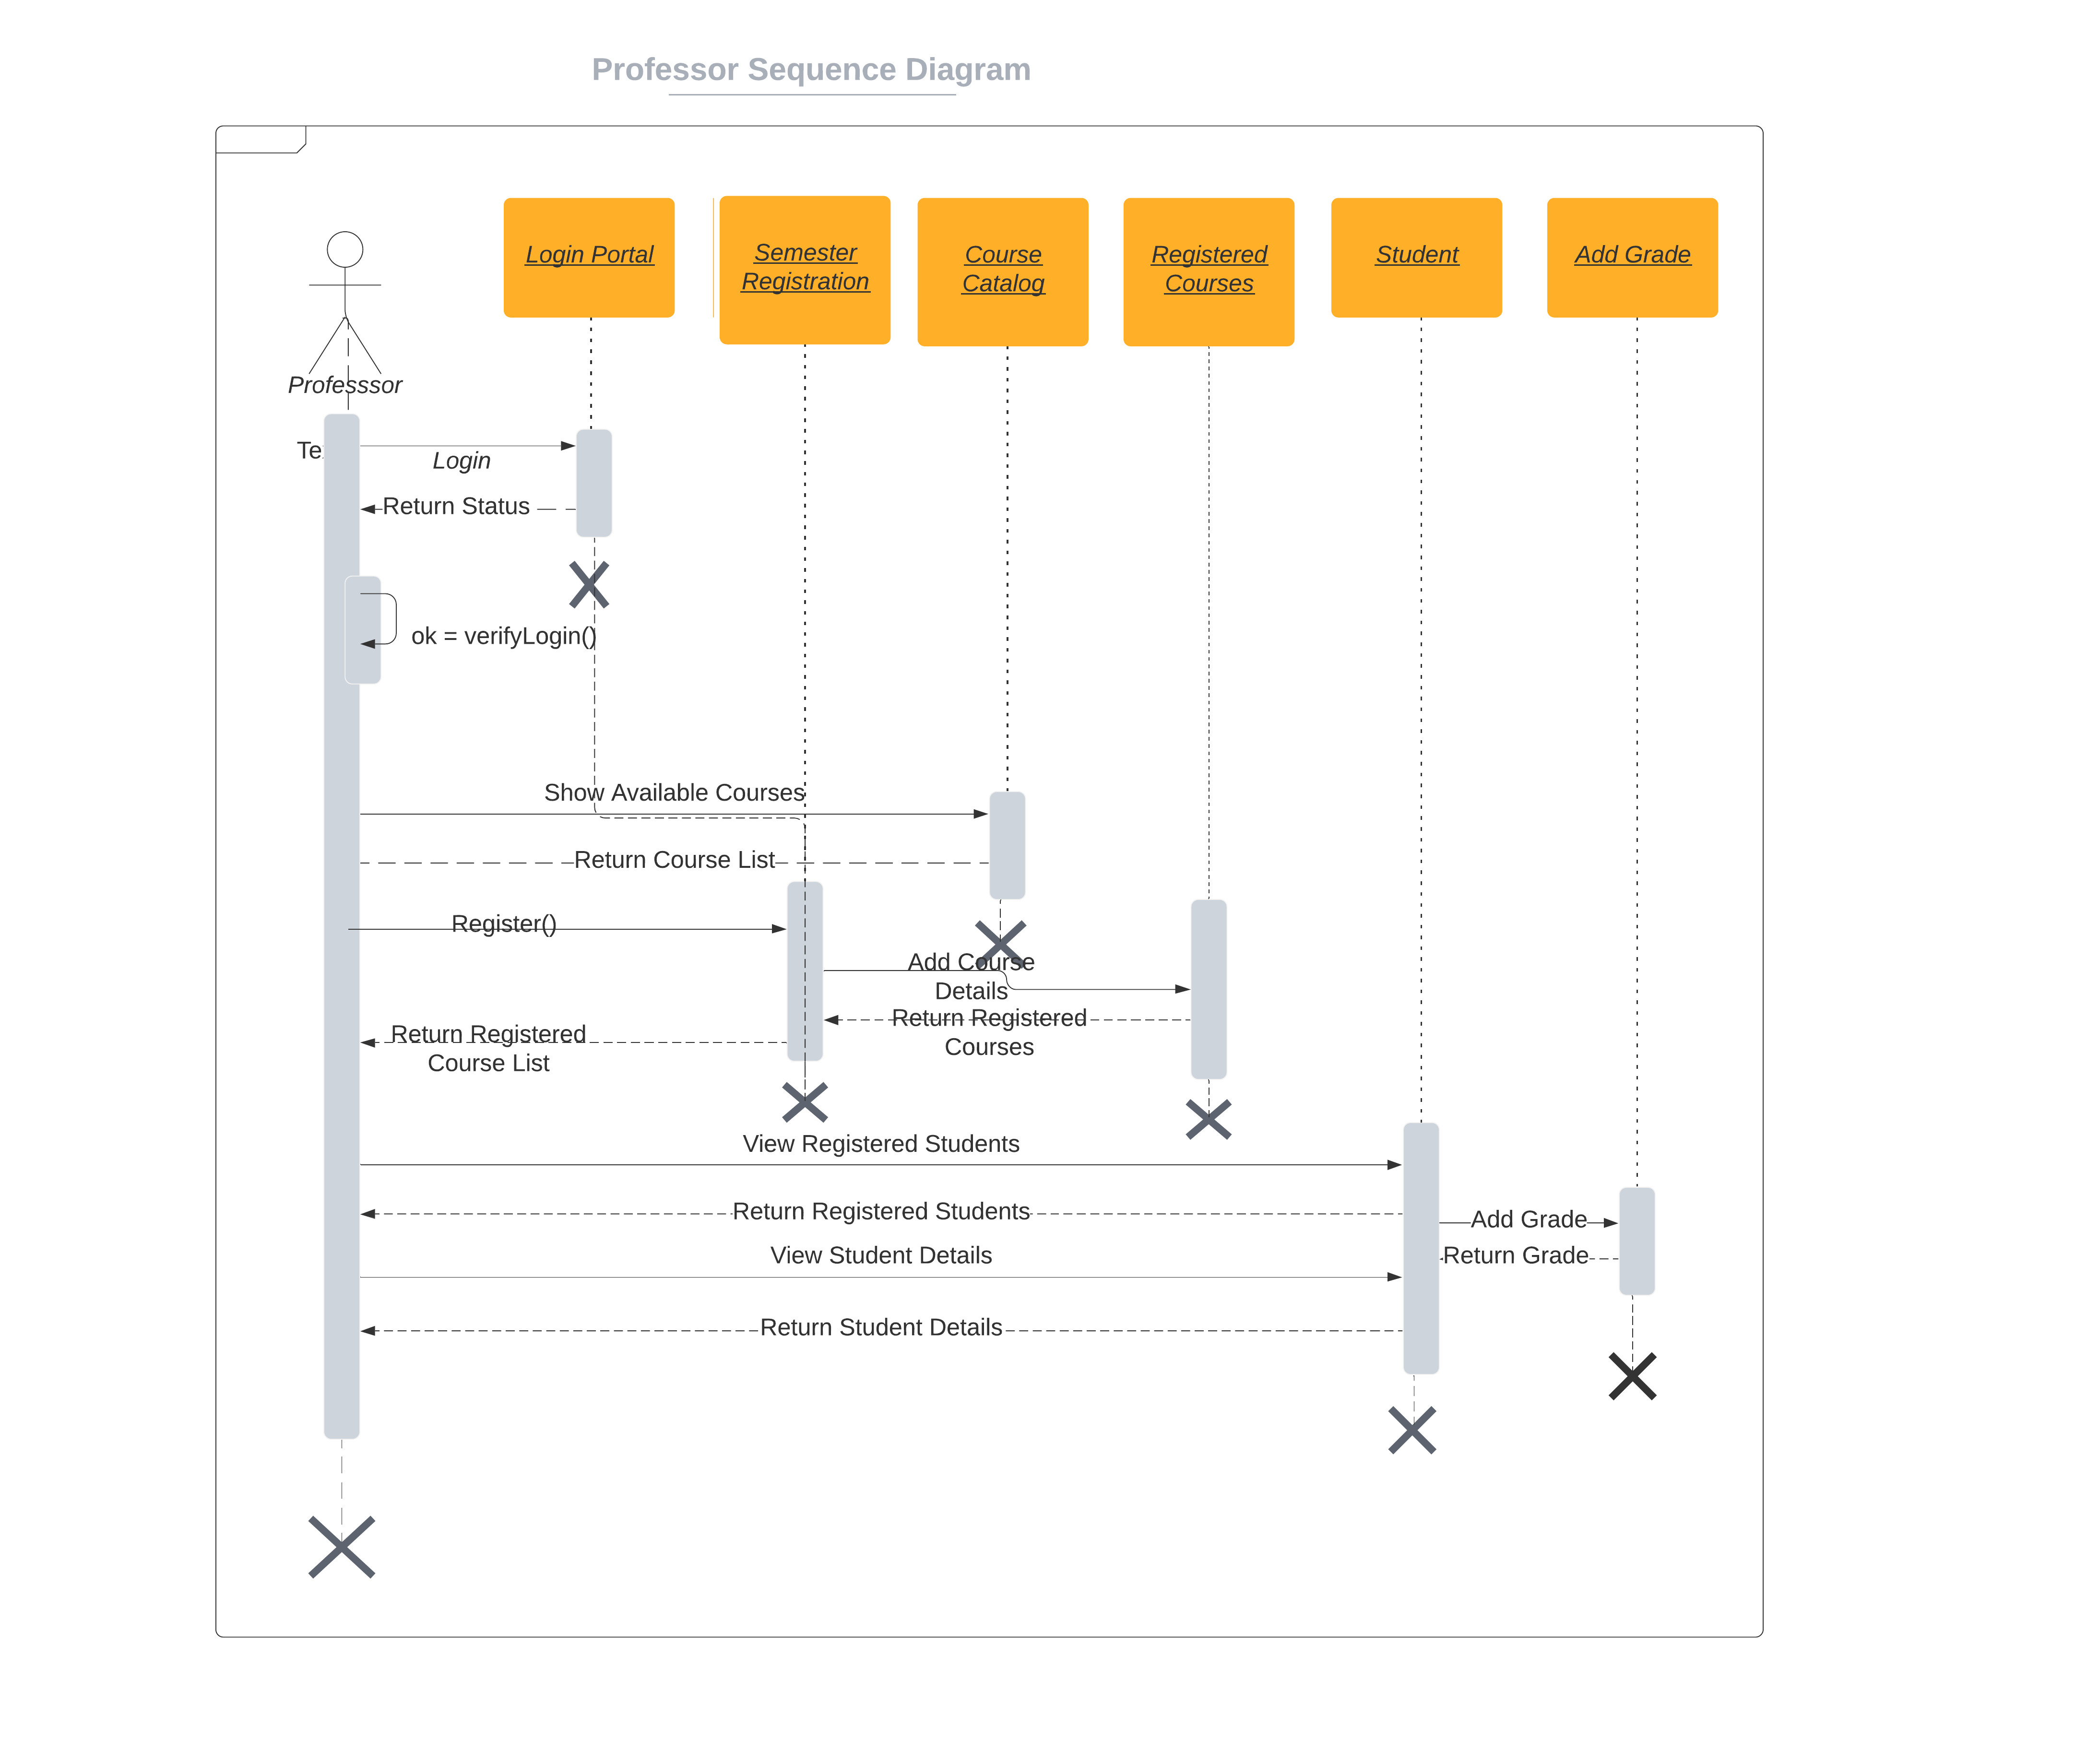 Professor Sequence Diagram
Login Portal
Semester
Registration
Course
Catalog
Registered
Courses
Student
Add Grade
Professsor
Te
Login
Return Status
ok = verifyLogin()
Show Available Courses
Return Course List
Register()
Add Course
Details
Return Registered
Courses
Return Registered
Course List
View Registered Students
Return Registered Students
Add Grade
Return Grade
View Student Details
Return Student Details